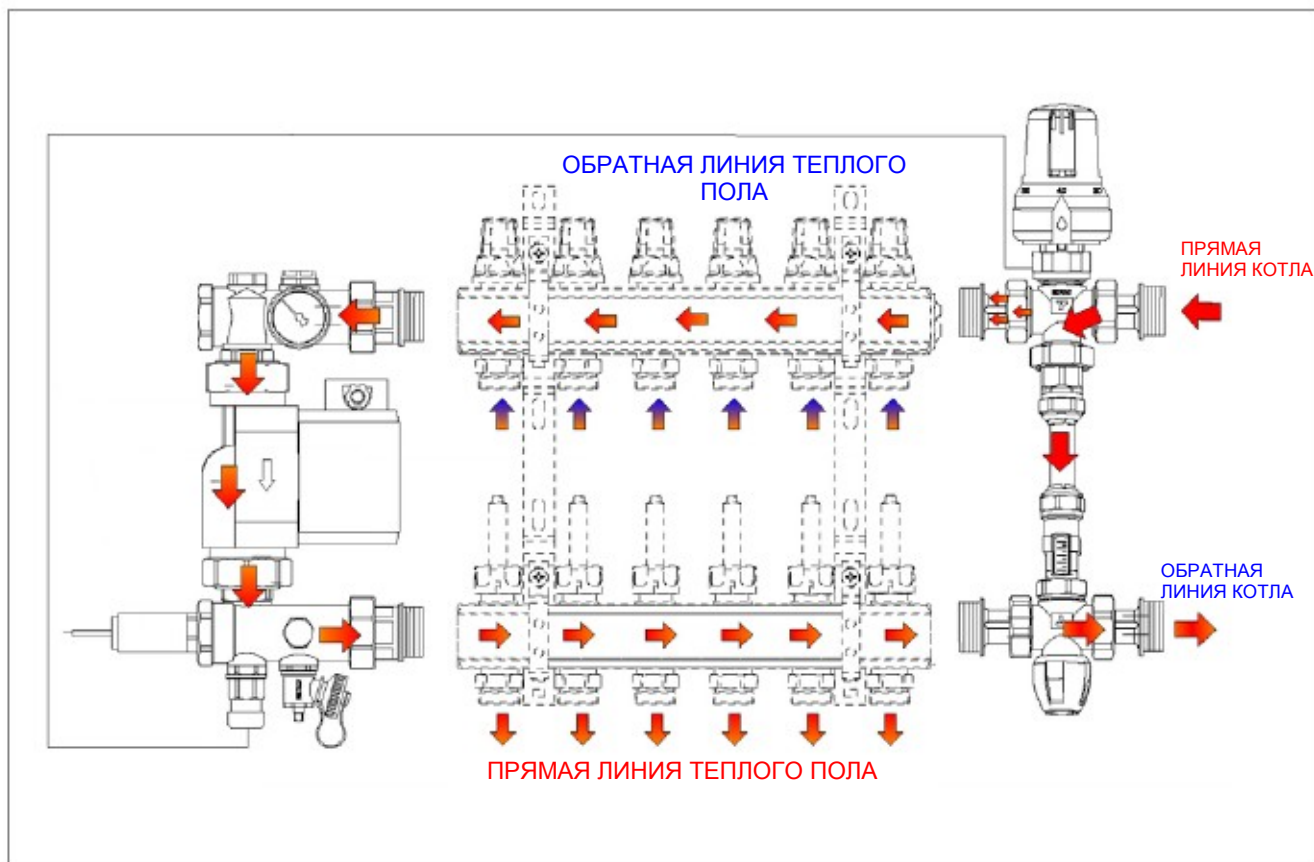 ОБРАТНАЯ ЛИНИЯ ТЕПЛОГО
ПОЛА
ПРЯМАЯ
ЛИНИЯ КОТЛА
ОБРАТНАЯ
ЛИНИЯ КОТЛА
ПРЯМАЯ ЛИНИЯ ТЕПЛОГО ПОЛА